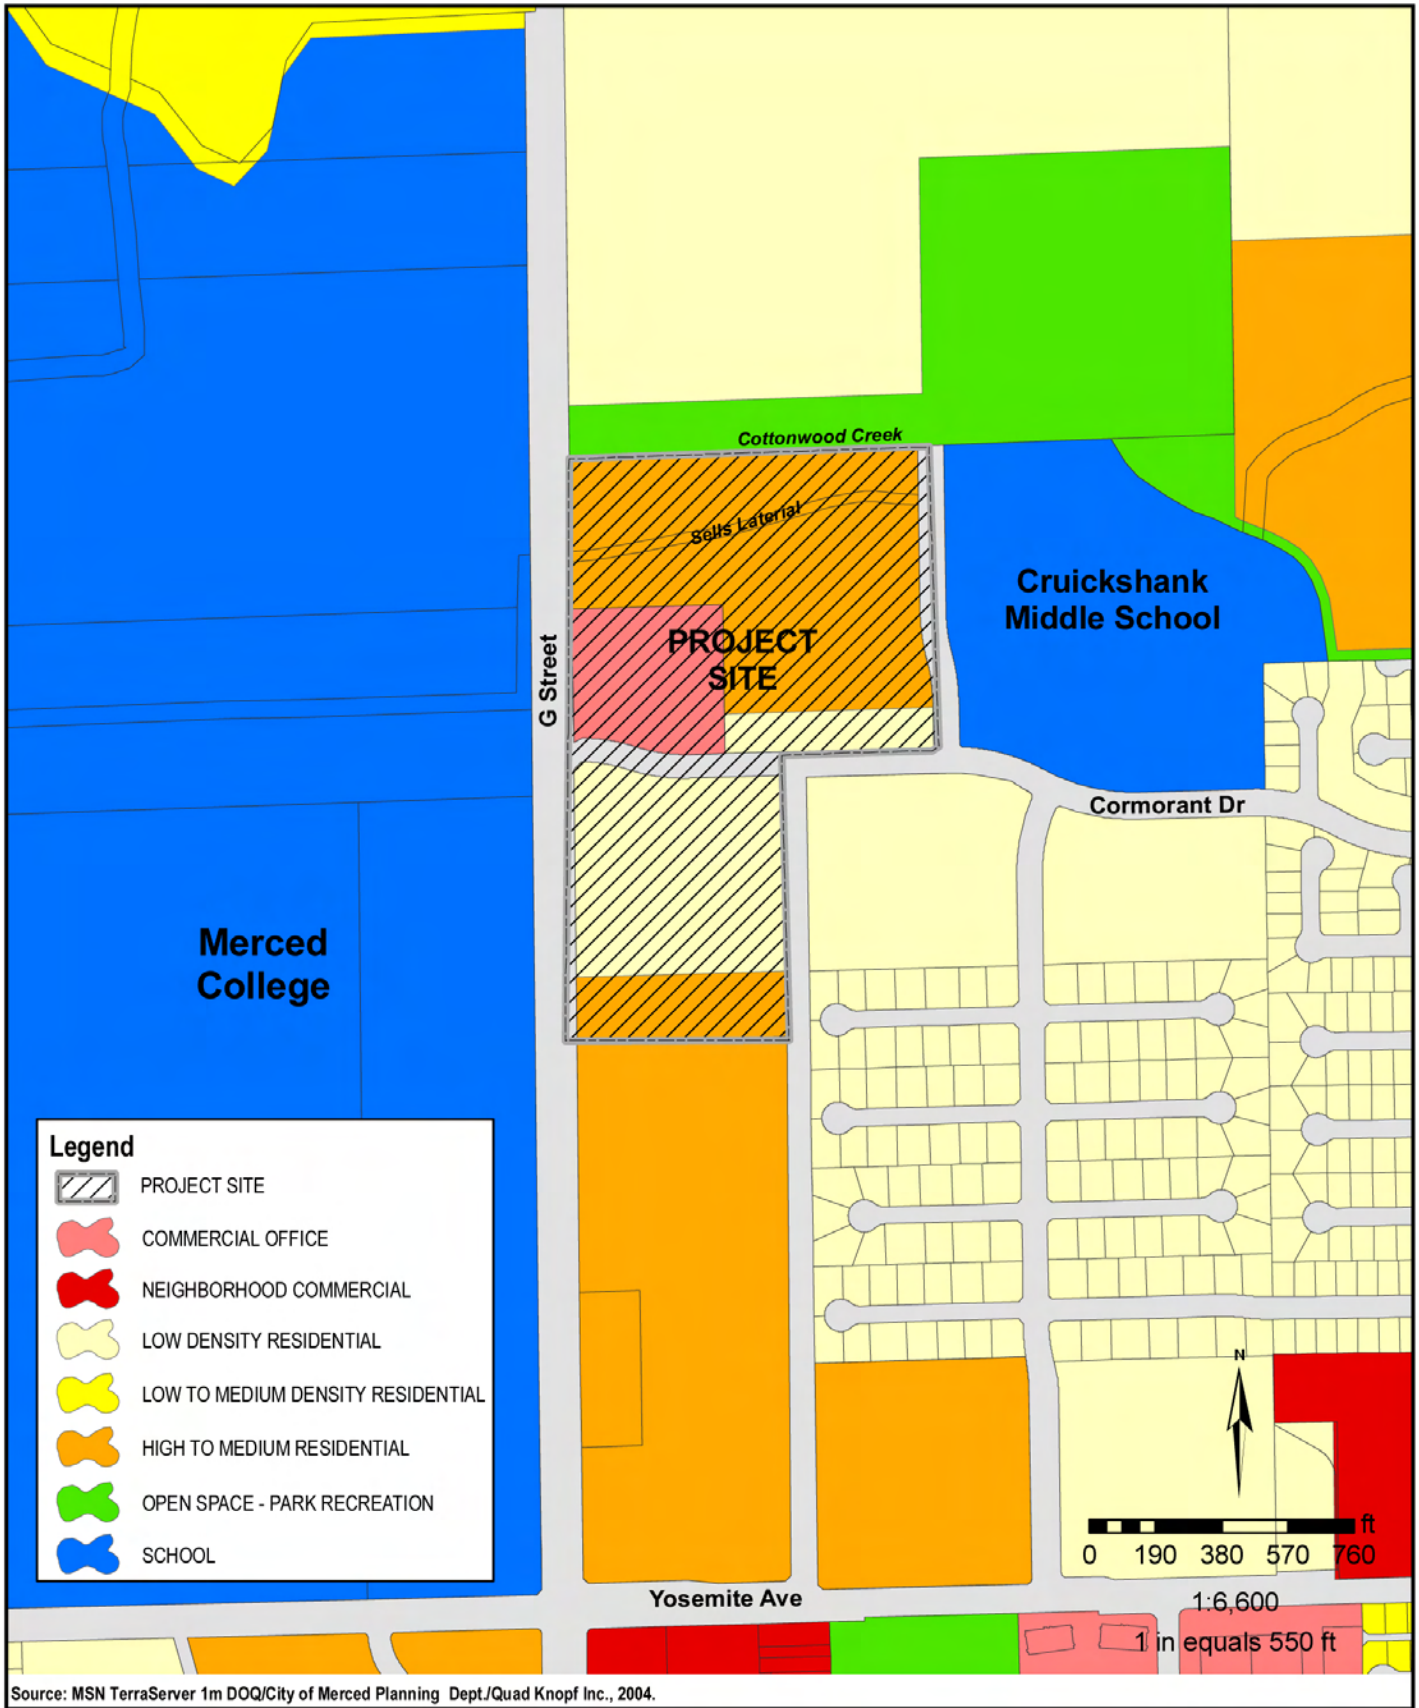 Cottonwood Creek
Sells Laterial
Cruickshank
Middle School
G Street
PROJECT
SITE
Cormorant Dr
Merced
College
Legend
PROJECT SITE
COMMERCIAL OFFICE
NEIGHBORHOOD COMMERCIAL
LOW DENSITY RESIDENTIAL
LOW TO MEDIUM DENSITY RESIDENTIAL
HIGH TO MEDIUM RESIDENTIAL
OPEN SPACE - PARK RECREATION
SCHOOL
N
ft
0 190 380 570 760
Yosemite Ave
1:6,600
1 in equals 550 ft
Source: MSN TerraServer 1m DOQ/City of Merced Planning Dept./Quad Knopf Inc., 2004.